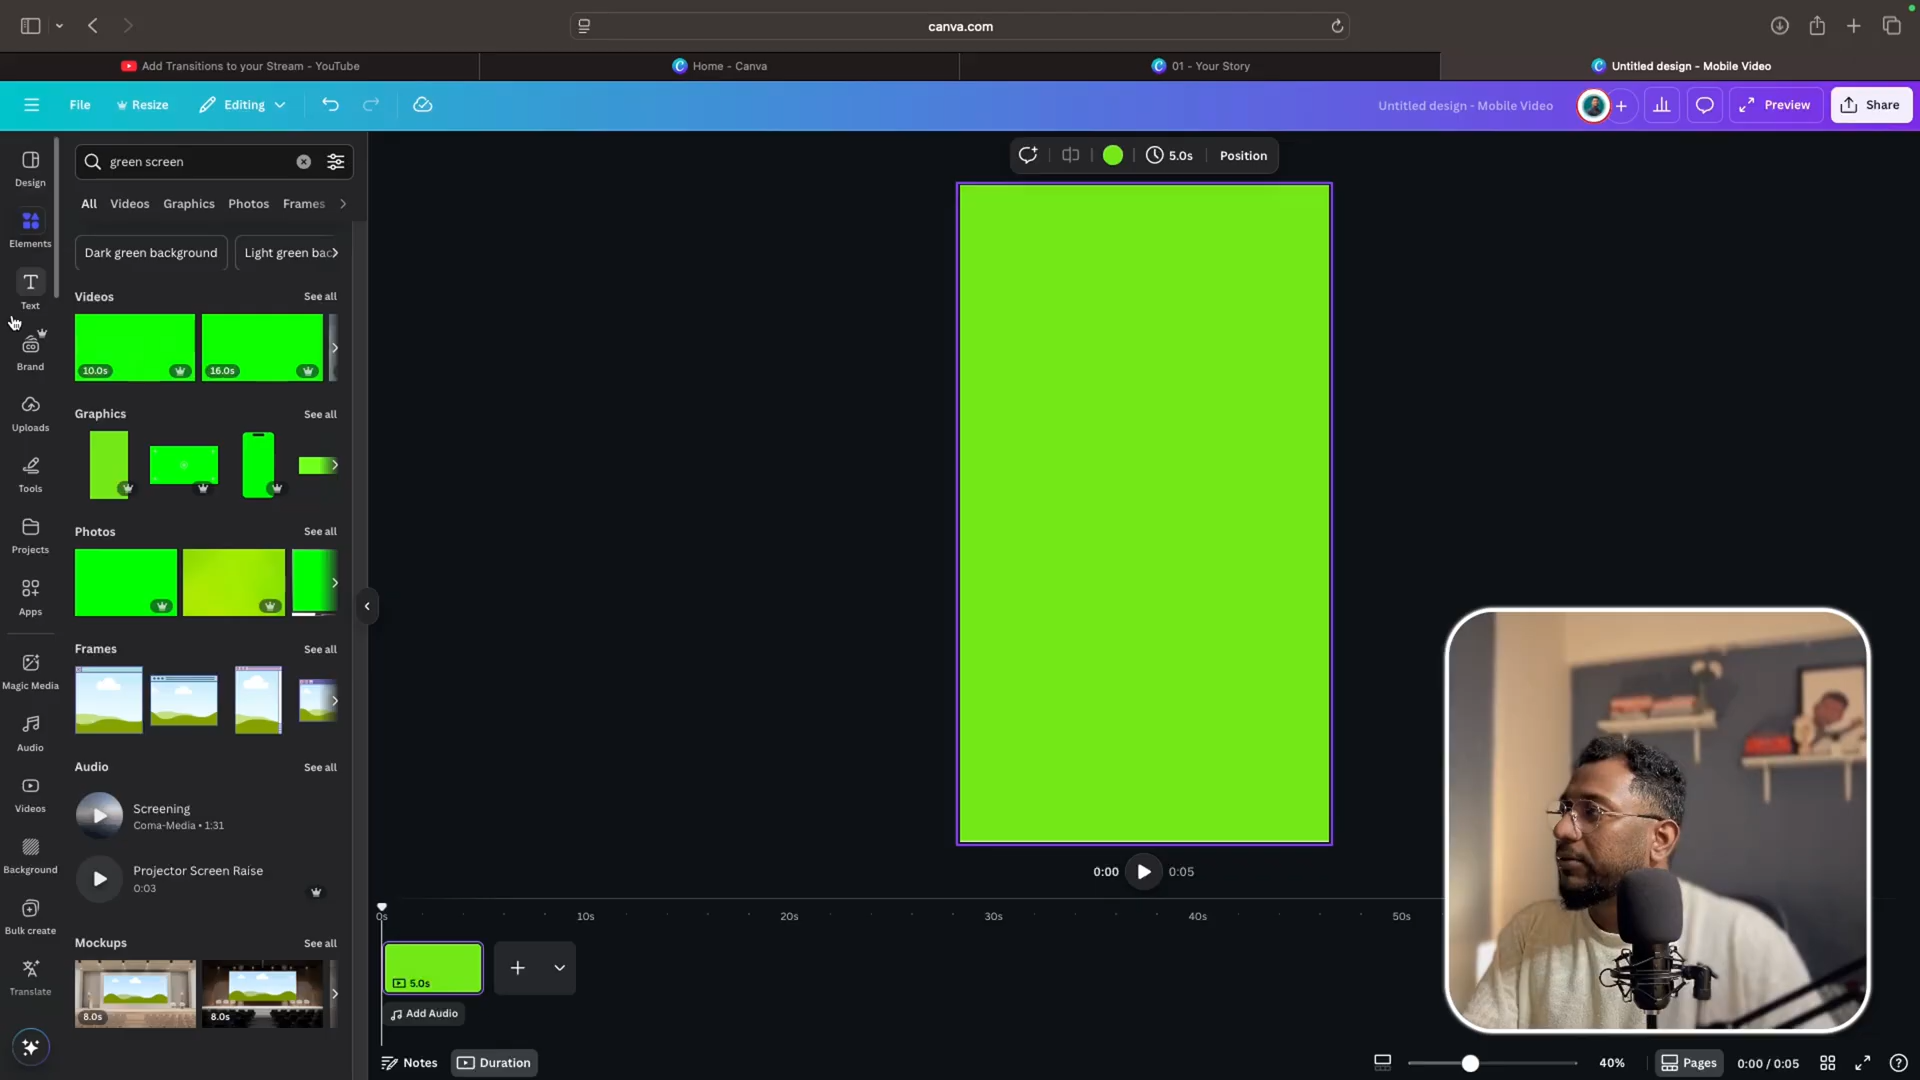 canva.com
Add Transitions to your Stream - YouTube
Home - Canva
01 - Your Story
Untitled design - Mobile Video
File
Resize
Editing
Untitled design - Mobile Video
Preview
Share
Design
Elements
Text
Brand
Uploads
Tools
Projects
Apps
Magic Media
Audio
Videos
Background
Bulk create
Translate
green screen
All
Videos
Graphics
Photos
Frames
Dark green background
Light green bac
Videos
See all
10.0s
16.0s
Graphics
See all
Photos
See all
Frames
See all
Audio
See all
Screening
Coma-Media • 1:31
Projector Screen Raise
0:03
Mockups
See all
8.0s
8.0s
5.0s
Position
0:00
0:05
0s
10s
20s
30s
40s
50s
5.0s
Add Audio
Notes
Duration
40%
Pages
0:00 / 0:05